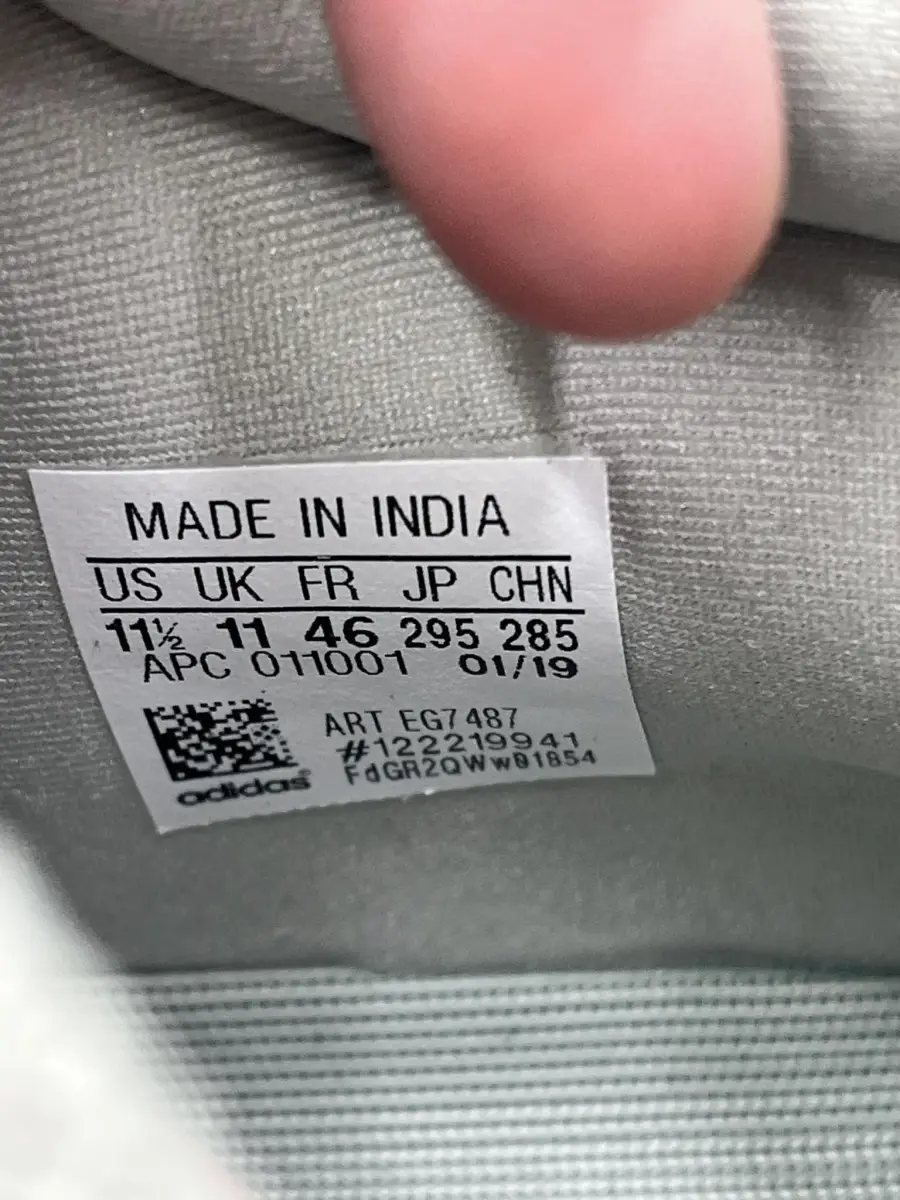 MADE IN INDIA
US UK FR JP CHN
11½ 11 46 295 285
APC 011001 01/19
ART EG7487
#122219941
FdGR2QWw01854
adidas®